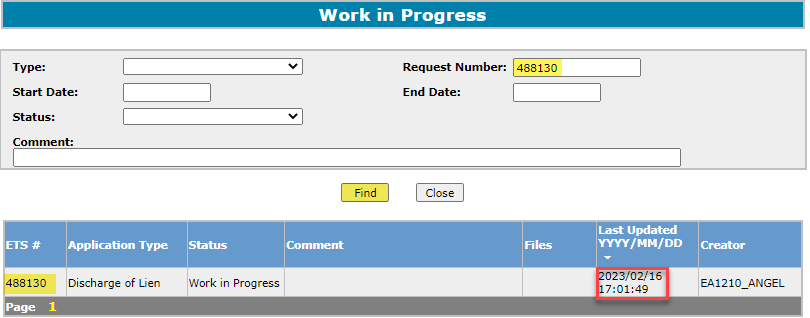 Work in Progress
Type: Request Number: 488130
Start Date: End Date:
Status:
Comment:
Find Close
ETS # Application Type Status Comment Files Last Updated YYYY/MM/DD Creator
488130 Discharge of Lien Work in Progress 2023/02/16 17:01:49 EA1210_ANGEL
Page 1